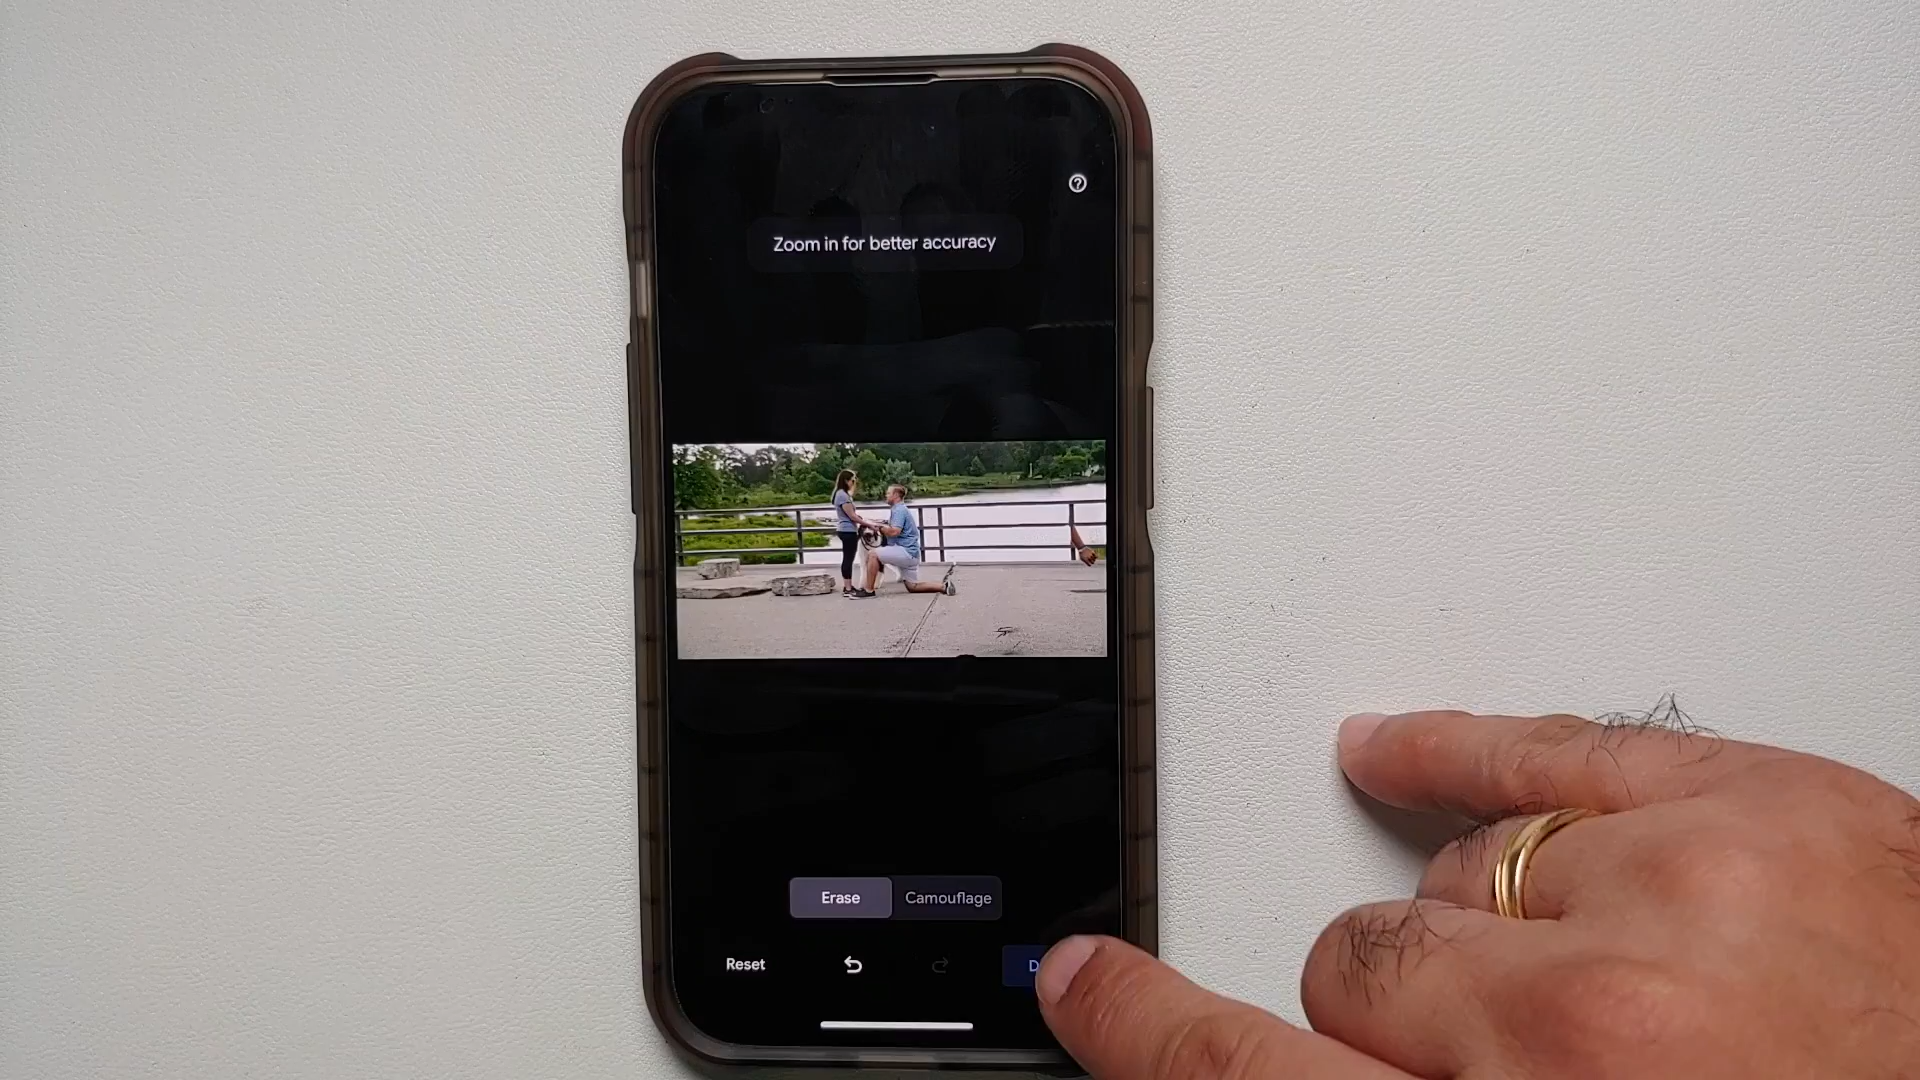 Zoom in for better accuracy
Erase
Camouflage
Reset